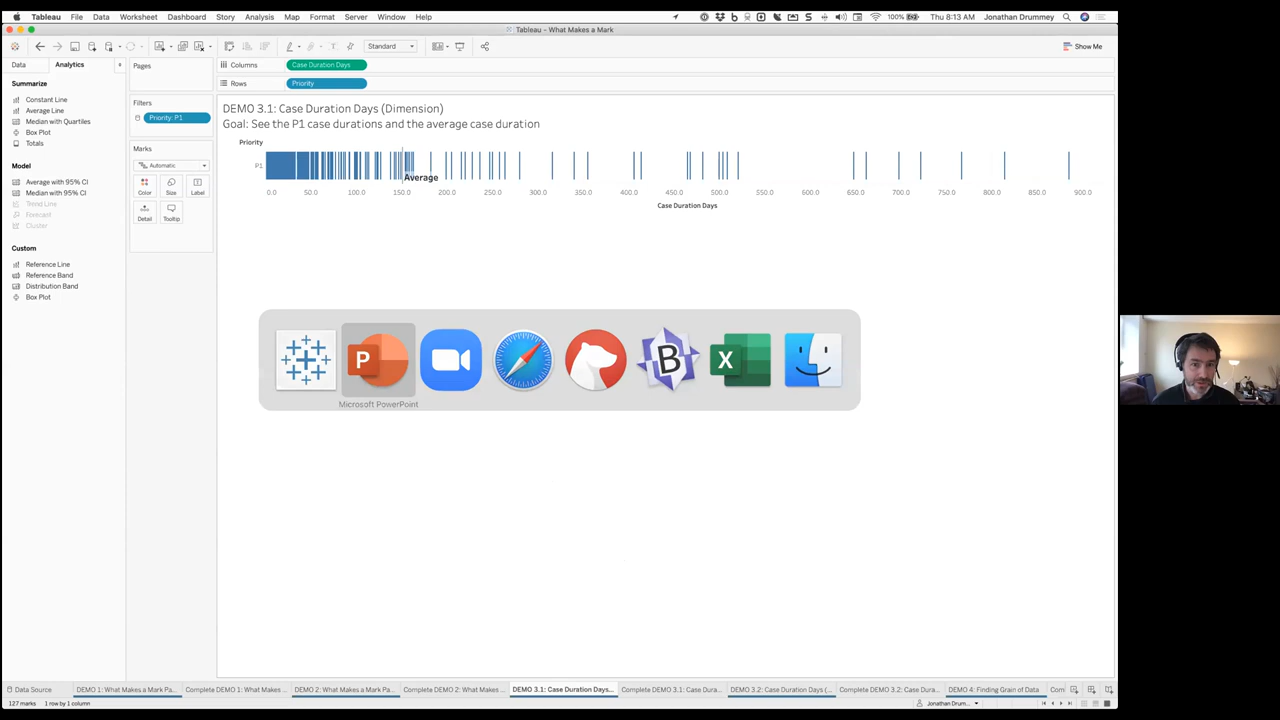 Tableau File Data Worksheet Dashboard Story Analysis Map Format Server Window Help 100% Thu 8:13 AM Jonathan Drummey
Tableau - What Makes a Mark
Standard Show Me
Data Analytics
Summarize
Constant Line
Average Line
Median with Quartiles
Box Plot
Totals
Model
Average with 95% CI
Median with 95% CI
Trend Line
Forecast
Cluster
Custom
Reference Line
Reference Band
Distribution Band
Box Plot
Pages
Filters
Priority: P1
Marks
Automatic
Color Size Label
Detail Tooltip
Columns Case Duration Days
Rows Priority
DEMO 3.1: Case Duration Days (Dimension)
Goal: See the P1 case durations and the average case duration
Priority
P1
Average
0.0 50.0 100.0 150.0 200.0 250.0 300.0 350.0 400.0 450.0 500.0 550.0 600.0 650.0 700.0 750.0 800.0 850.0 900.0
Case Duration Days
P B X
Microsoft PowerPoint
Data Source DEMO 1: What Makes a Mark Pa... Complete DEMO 1: What Makes ... DEMO 2: What Makes a Mark Pa... Complete DEMO 2: What Makes ... DEMO 3.1: Case Duration Days... Complete DEMO 3.1: Case Dura... DEMO 3.2: Case Duration Days (... Complete DEMO 3.2: Case Dura... DEMO 4: Finding Grain of Data Com
127 marks 1 row by 1 column Jonathan Drum...